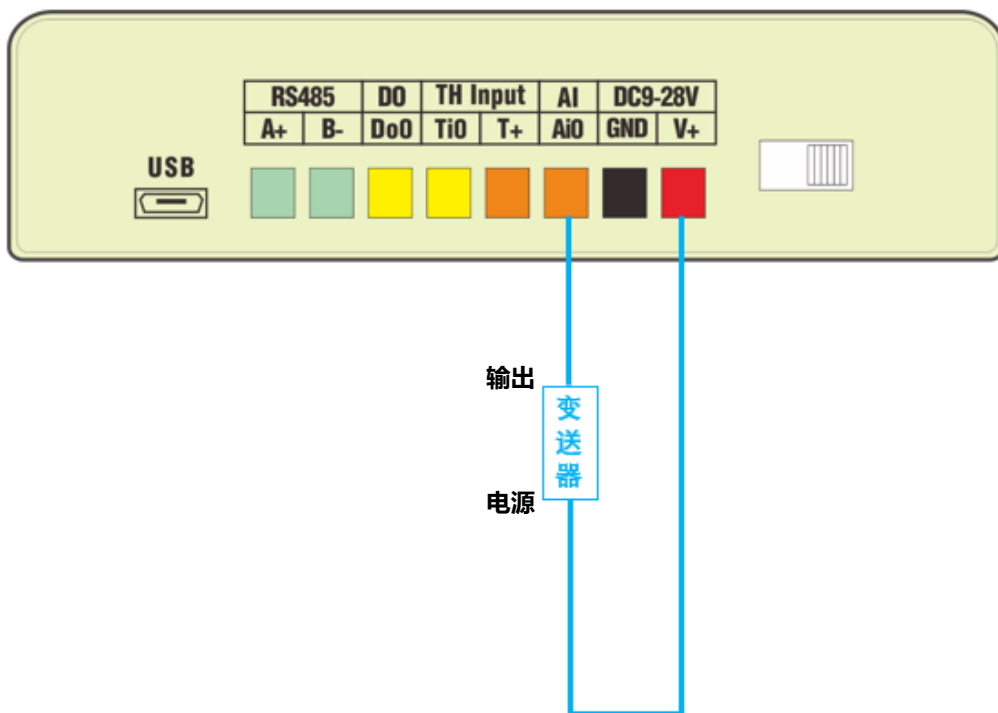 RS485 DO TH Input AI DC9-28V
A+ B- Do0 Ti0 T+ Ai0 GND V+
USB
输出
变
送
器
电源